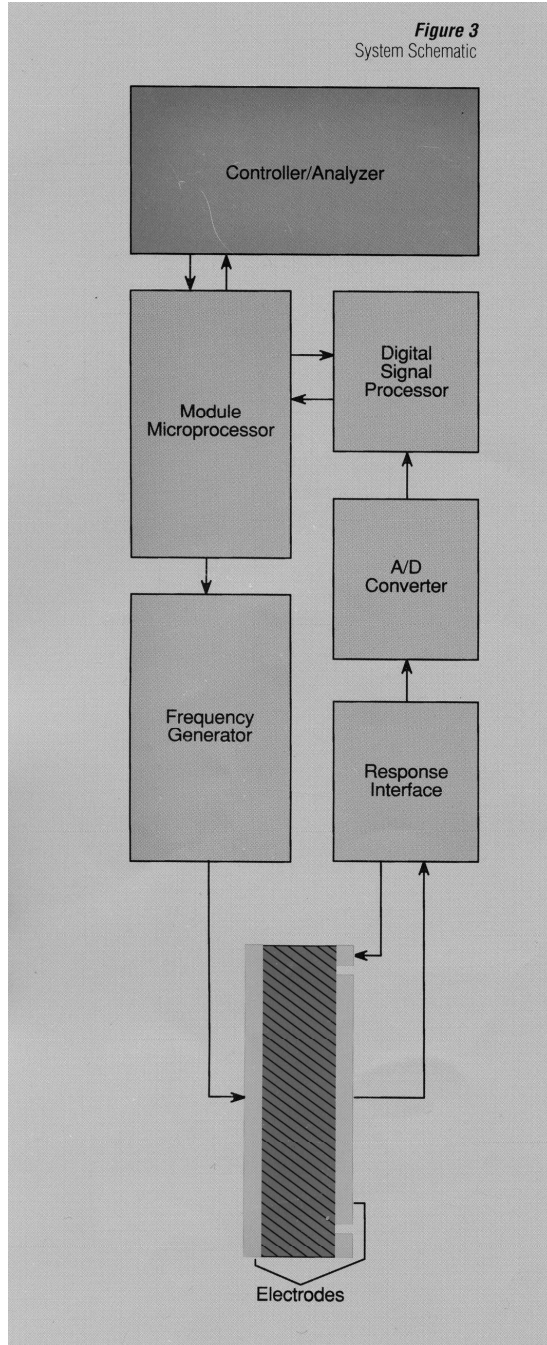 Figure 3
System Schematic
Controller/Analyzer
Module
Microprocessor
Digital
Signal
Processor
A/D
Converter
Frequency
Generator
Response
Interface
Electrodes